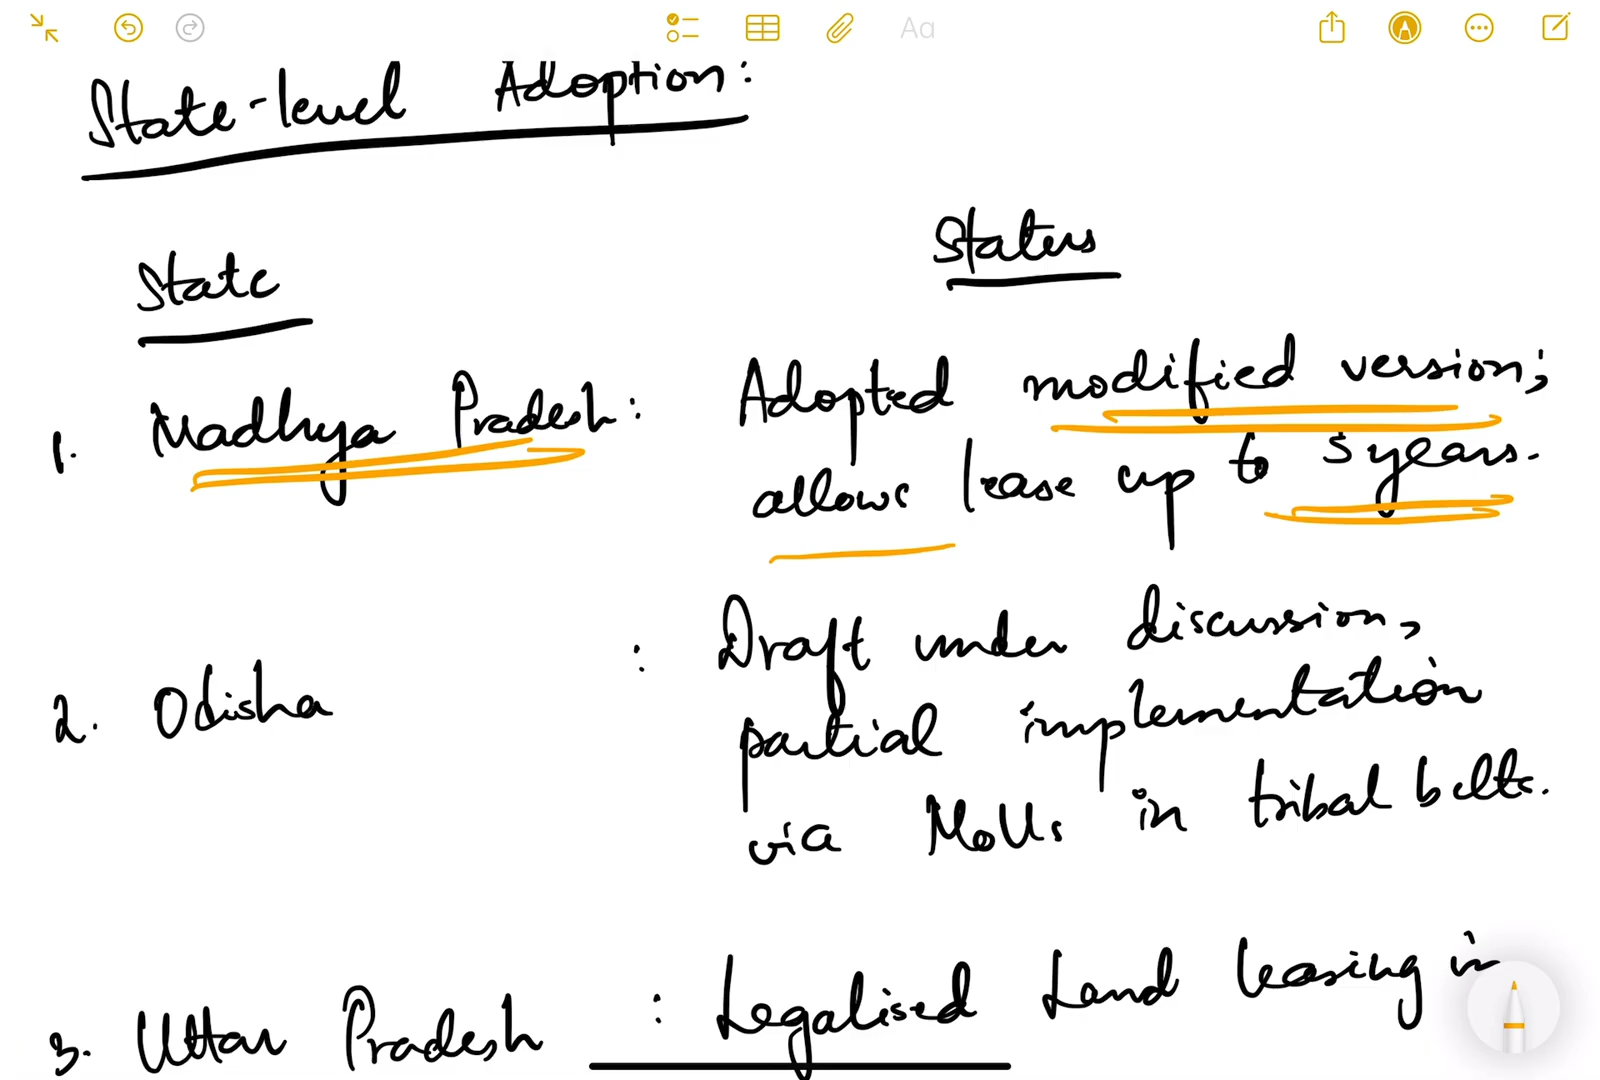 State-level Adoption:
State Status
1. Madhya Pradesh: Adopted modified version;
allows lease up to 5 years.
2. Odisha : Draft under discussion,
partial implementation
via MoUs in tribal belts.
3. Uttar Pradesh : Legalised Land leasing in
Aa